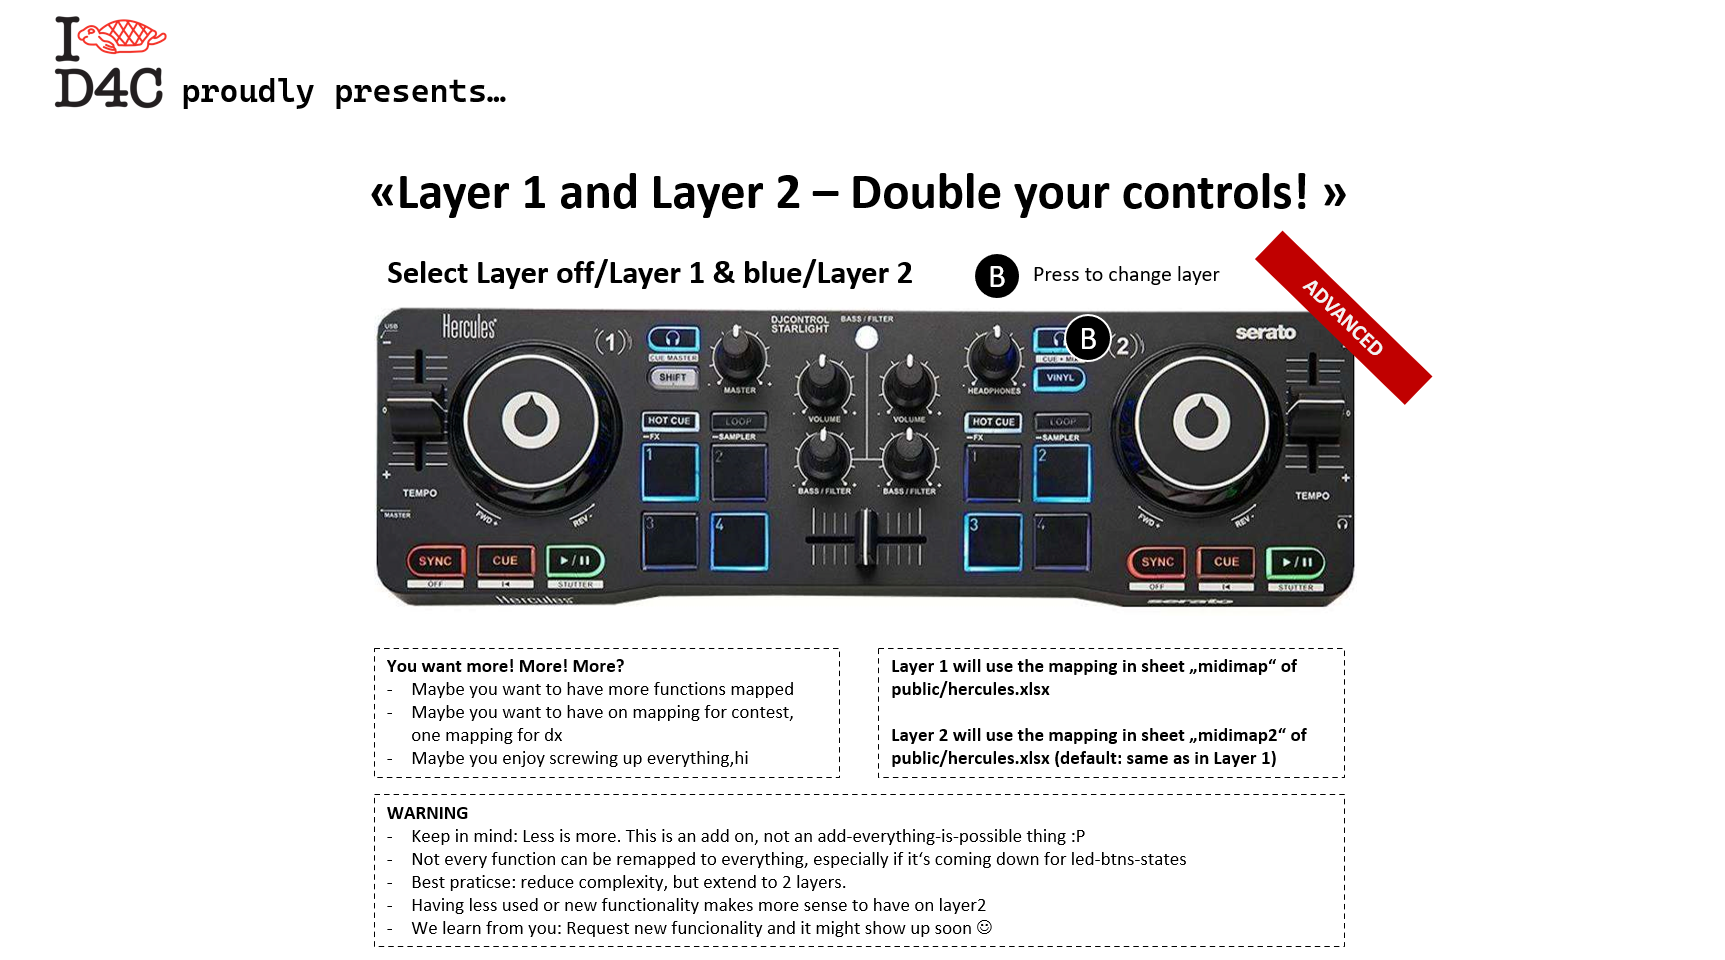 I
D4C proudly presents…
«Layer 1 and Layer 2 – Double your controls! »
Select Layer off/Layer 1 & blue/Layer 2
B Press to change layer
ADVANCED
USB
Hercules
(1)
CUE MASTER
SHIFT
MASTER
DJCONTROL
STARLIGHT
BASS / FILTER
HEADPHONES
B
CUE + MIX
VINYL
2
serato
VOLUME
VOLUME
HOT CUE
LOOP
FX
SAMPLER
HOT CUE
LOOP
FX
SAMPLER
0
0
1
2
3
4
BASS / FILTER
BASS / FILTER
1
2
3
4
TEMPO
MASTER
FWD +
REV -
TEMPO
FWD +
REV -
SYNC
CUE
OFF
STUTTER
SYNC
CUE
OFF
STUTTER
Hercules
serato
You want more! More! More?
- Maybe you want to have more functions mapped
- Maybe you want to have on mapping for contest,
one mapping for dx
- Maybe you enjoy screwing up everything,hi
Layer 1 will use the mapping in sheet „midimap“ of
public/hercules.xlsx
Layer 2 will use the mapping in sheet „midimap2“ of
public/hercules.xlsx (default: same as in Layer 1)
WARNING
- Keep in mind: Less is more. This is an add on, not an add-everything-is-possible thing :P
- Not every function can be remapped to everything, especially if it‘s coming down for led-btns-states
- Best praticse: reduce complexity, but extend to 2 layers.
- Having less used or new functionality makes more sense to have on layer2
- We learn from you: Request new funcionality and it might show up soon ☺